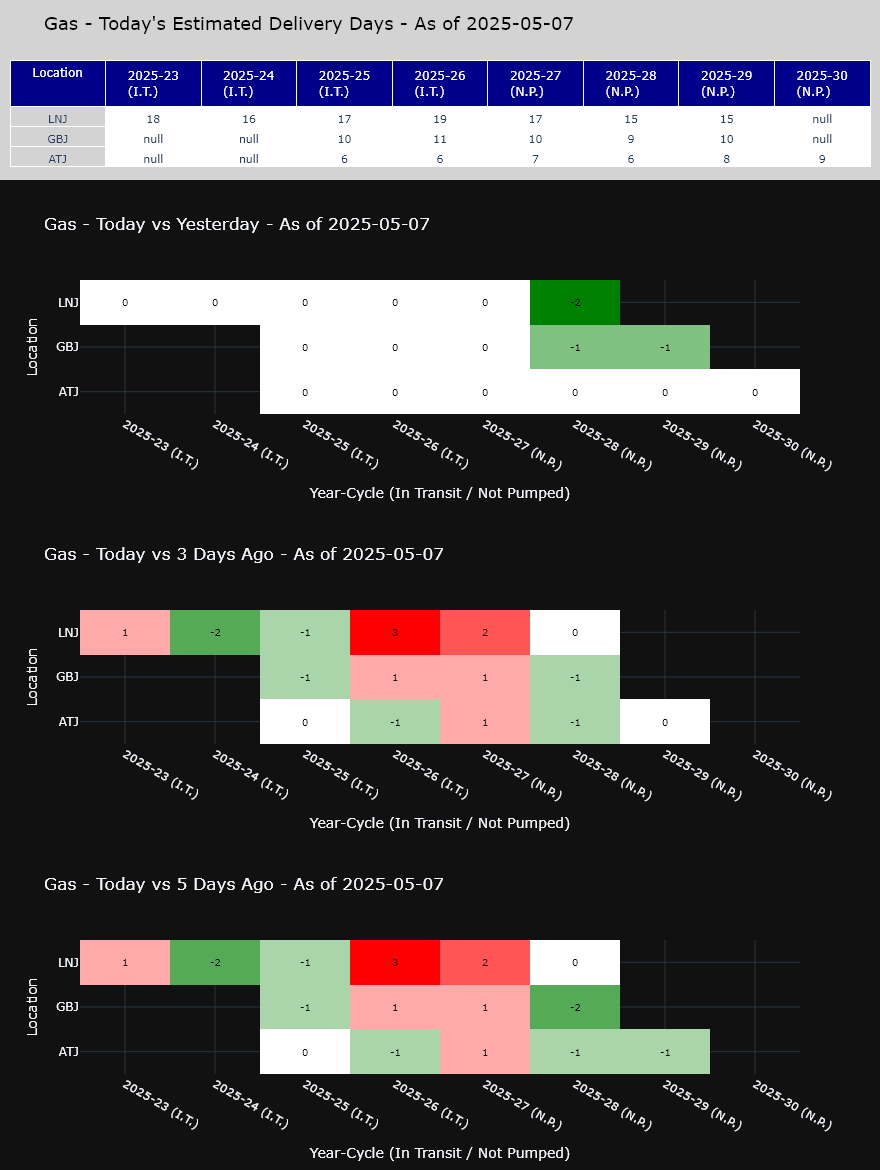 Gas - Today's Estimated Delivery Days - As of 2025-05-07
Location 2025-23 (I.T.) 2025-24 (I.T.) 2025-25 (I.T.) 2025-26 (I.T.) 2025-27 (N.P.) 2025-28 (N.P.) 2025-29 (N.P.) 2025-30 (N.P.)
LNJ 18 16 17 19 17 15 15 null
GBJ null null 10 11 10 9 10 null
ATJ null null 6 6 7 6 8 9
Gas - Today vs Yesterday - As of 2025-05-07
Location
LNJ 0 0 0 0 0 -2
GBJ 0 0 0 -1 -1
ATJ 0 0 0 0 0 0
2025-23 (I.T.) 2025-24 (I.T.) 2025-25 (I.T.) 2025-26 (I.T.) 2025-27 (N.P.) 2025-28 (N.P.) 2025-29 (N.P.) 2025-30 (N.P.)
Year-Cycle (In Transit / Not Pumped)
Gas - Today vs 3 Days Ago - As of 2025-05-07
Location
LNJ 1 -2 -1 3 2 0
GBJ -1 1 1 -1
ATJ 0 -1 1 -1 0
2025-23 (I.T.) 2025-24 (I.T.) 2025-25 (I.T.) 2025-26 (I.T.) 2025-27 (N.P.) 2025-28 (N.P.) 2025-29 (N.P.) 2025-30 (N.P.)
Year-Cycle (In Transit / Not Pumped)
Gas - Today vs 5 Days Ago - As of 2025-05-07
Location
LNJ 1 -2 -1 3 2 0
GBJ -1 1 1 -2
ATJ 0 -1 1 -1 -1
2025-23 (I.T.) 2025-24 (I.T.) 2025-25 (I.T.) 2025-26 (I.T.) 2025-27 (N.P.) 2025-28 (N.P.) 2025-29 (N.P.) 2025-30 (N.P.)
Year-Cycle (In Transit / Not Pumped)